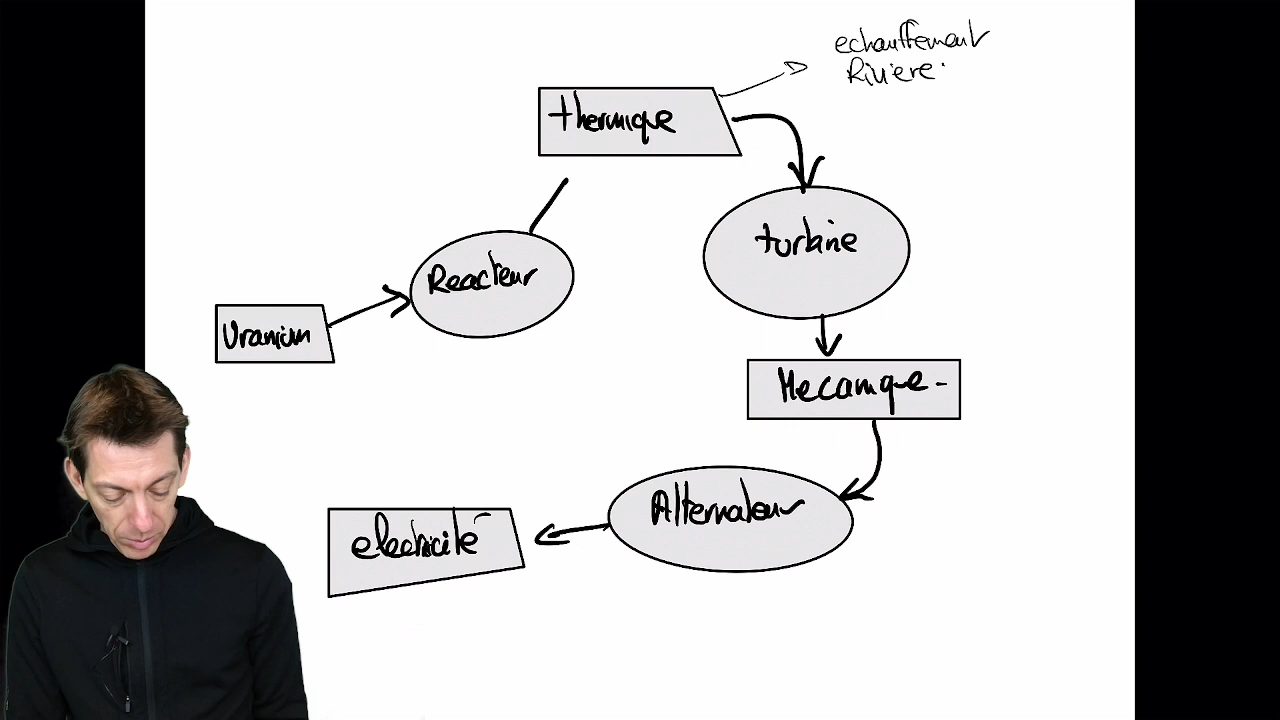 echauffement
Rivière.
thermique
turbine
Reacteur
Uranium
Mecanique-
Alternateur
electricité